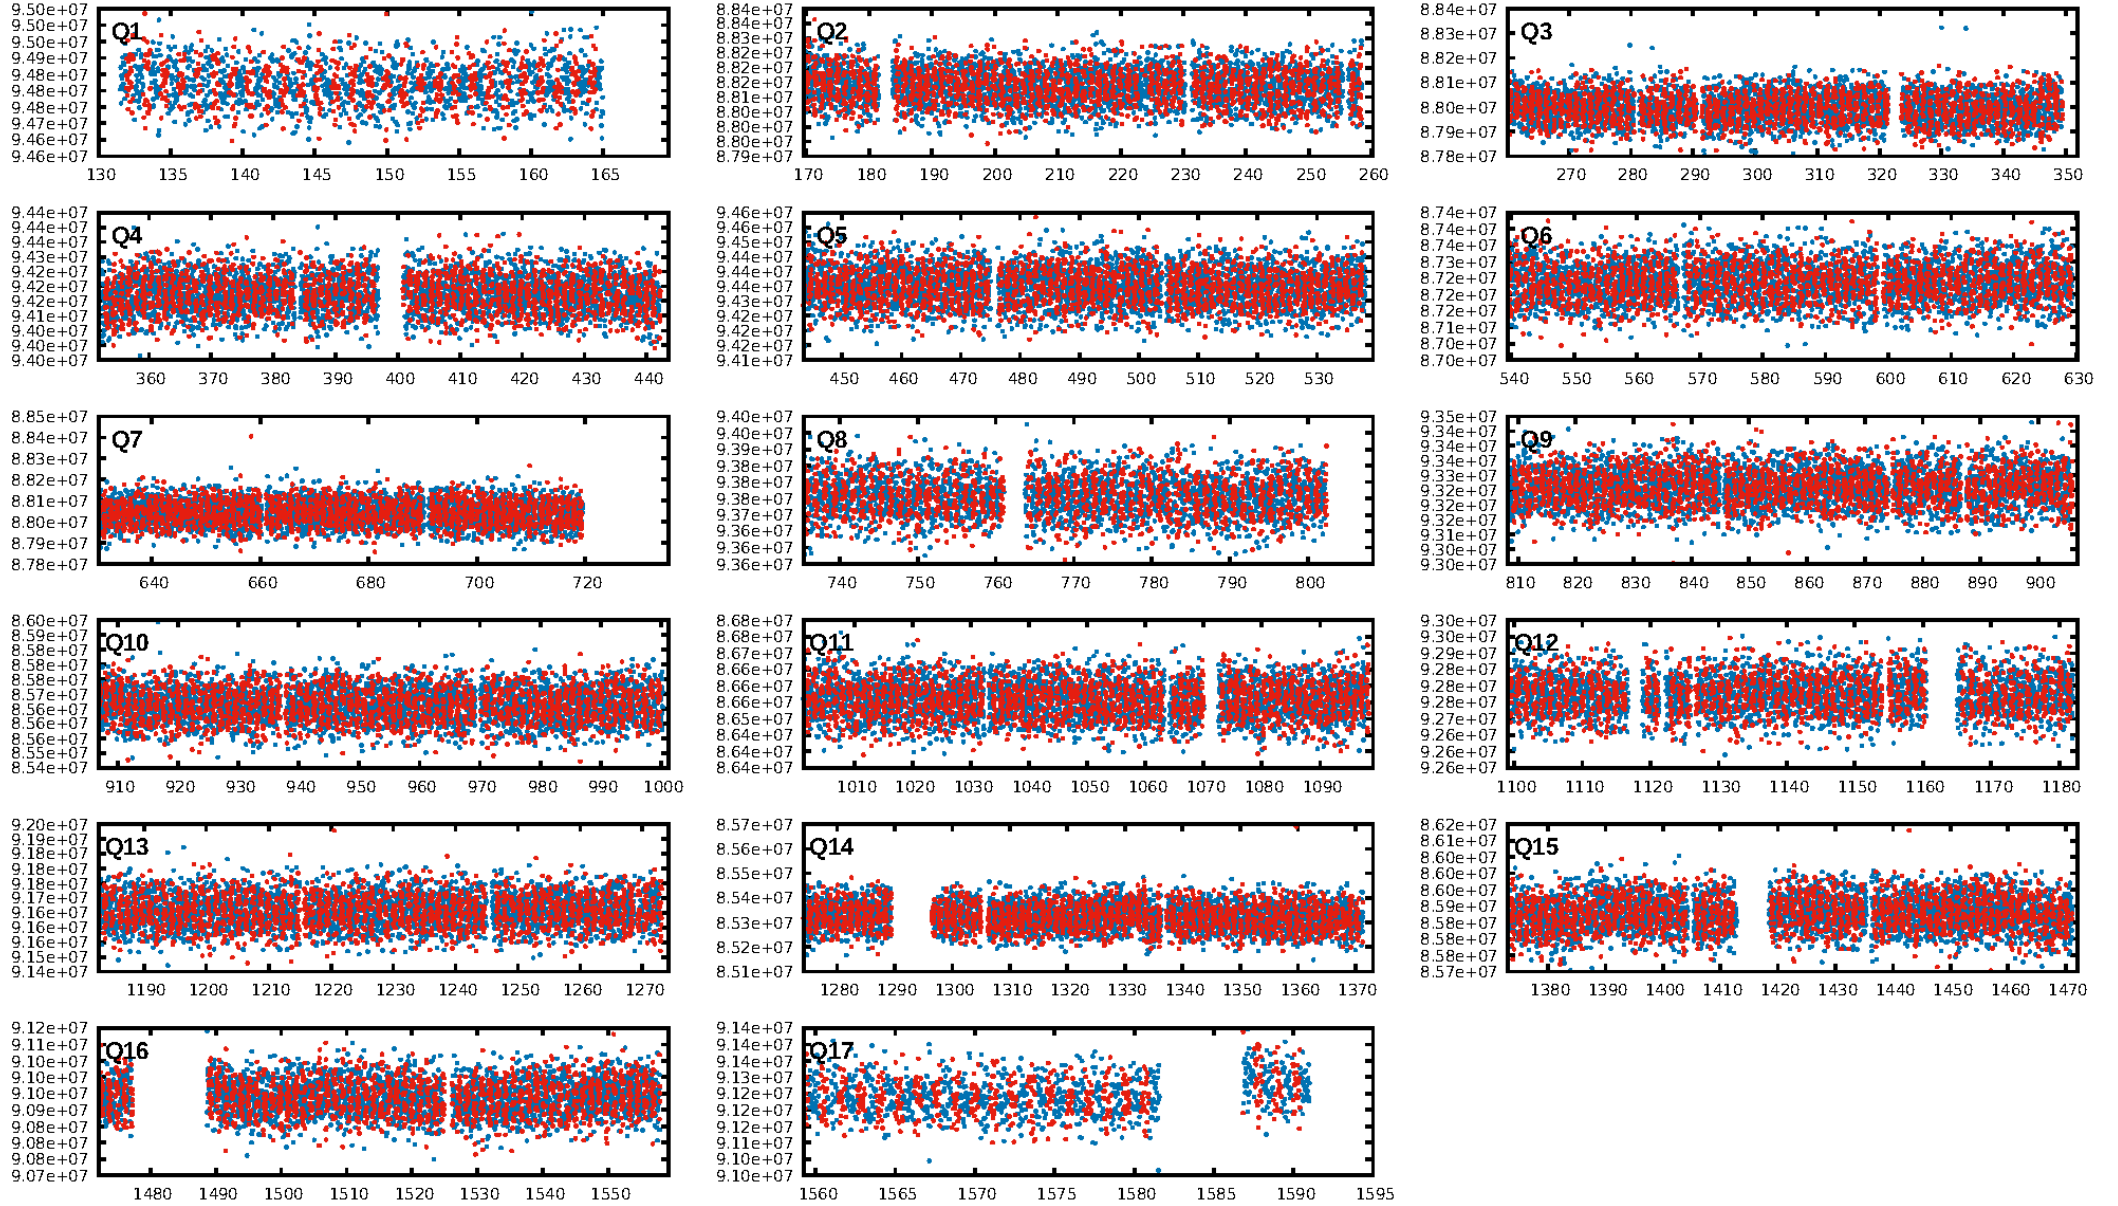 Q1
9.50e+07
9.50e+07
9.50e+07
9.49e+07
9.48e+07
9.48e+07
9.48e+07
9.47e+07
9.46e+07
9.46e+07
130 135 140 145 150 155 160 165
Q2
8.84e+07
8.84e+07
8.83e+07
8.82e+07
8.82e+07
8.82e+07
8.81e+07
8.80e+07
8.80e+07
8.80e+07
8.79e+07
170 180 190 200 210 220 230 240 250 260
Q3
8.84e+07
8.83e+07
8.82e+07
8.81e+07
8.80e+07
8.79e+07
8.78e+07
270 280 290 300 310 320 330 340 350
Q4
9.44e+07
9.44e+07
9.44e+07
9.43e+07
9.42e+07
9.42e+07
9.42e+07
9.41e+07
9.40e+07
9.40e+07
9.40e+07
360 370 380 390 400 410 420 430 440
Q5
9.46e+07
9.46e+07
9.45e+07
9.44e+07
9.44e+07
9.44e+07
9.43e+07
9.42e+07
9.42e+07
9.42e+07
9.41e+07
450 460 470 480 490 500 510 520 530
Q6
8.74e+07
8.74e+07
8.74e+07
8.73e+07
8.72e+07
8.72e+07
8.72e+07
8.71e+07
8.70e+07
8.70e+07
540 550 560 570 580 590 600 610 620 630
Q7
8.85e+07
8.84e+07
8.83e+07
8.82e+07
8.81e+07
8.80e+07
8.79e+07
8.78e+07
640 660 680 700 720
Q8
9.40e+07
9.40e+07
9.39e+07
9.38e+07
9.38e+07
9.38e+07
9.37e+07
9.36e+07
9.36e+07
9.36e+07
740 750 760 770 780 790 800
Q9
9.35e+07
9.34e+07
9.34e+07
9.34e+07
9.33e+07
9.32e+07
9.32e+07
9.32e+07
9.31e+07
9.30e+07
9.30e+07
810 820 830 840 850 860 870 880 890 900
Q10
8.60e+07
8.59e+07
8.58e+07
8.58e+07
8.58e+07
8.57e+07
8.56e+07
8.56e+07
8.56e+07
8.55e+07
8.54e+07
910 920 930 940 950 960 970 980 990 1000
Q11
8.68e+07
8.68e+07
8.67e+07
8.66e+07
8.66e+07
8.66e+07
8.65e+07
8.64e+07
8.64e+07
8.64e+07
1010 1020 1030 1040 1050 1060 1070 1080 1090
Q12
9.30e+07
9.30e+07
9.29e+07
9.28e+07
9.28e+07
9.28e+07
9.27e+07
9.26e+07
9.26e+07
9.26e+07
1100 1110 1120 1130 1140 1150 1160 1170 1180
Q13
9.20e+07
9.19e+07
9.18e+07
9.18e+07
9.18e+07
9.17e+07
9.16e+07
9.16e+07
9.16e+07
9.15e+07
9.14e+07
1190 1200 1210 1220 1230 1240 1250 1260 1270
Q14
8.57e+07
8.56e+07
8.55e+07
8.54e+07
8.53e+07
8.52e+07
8.51e+07
1280 1290 1300 1310 1320 1330 1340 1350 1360 1370
Q15
8.62e+07
8.61e+07
8.60e+07
8.60e+07
8.60e+07
8.59e+07
8.58e+07
8.58e+07
8.58e+07
8.57e+07
1380 1390 1400 1410 1420 1430 1440 1450 1460 1470
Q16
9.12e+07
9.11e+07
9.10e+07
9.10e+07
9.10e+07
9.09e+07
9.08e+07
9.08e+07
9.08e+07
9.07e+07
1480 1490 1500 1510 1520 1530 1540 1550
Q17
9.14e+07
9.14e+07
9.14e+07
9.13e+07
9.12e+07
9.12e+07
9.12e+07
9.11e+07
9.10e+07
9.10e+07
1560 1565 1570 1575 1580 1585 1590 1595